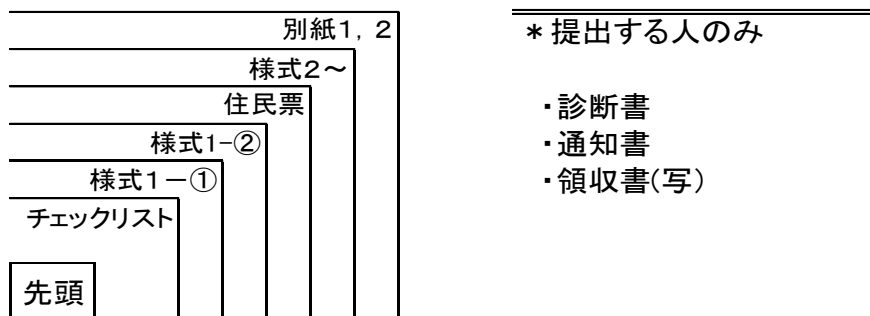 別紙1，2
様式2～
住民票
様式1-②
様式1－①
チェックリスト
先頭
＊提出する人のみ
・診断書
・通知書
・領収書(写)